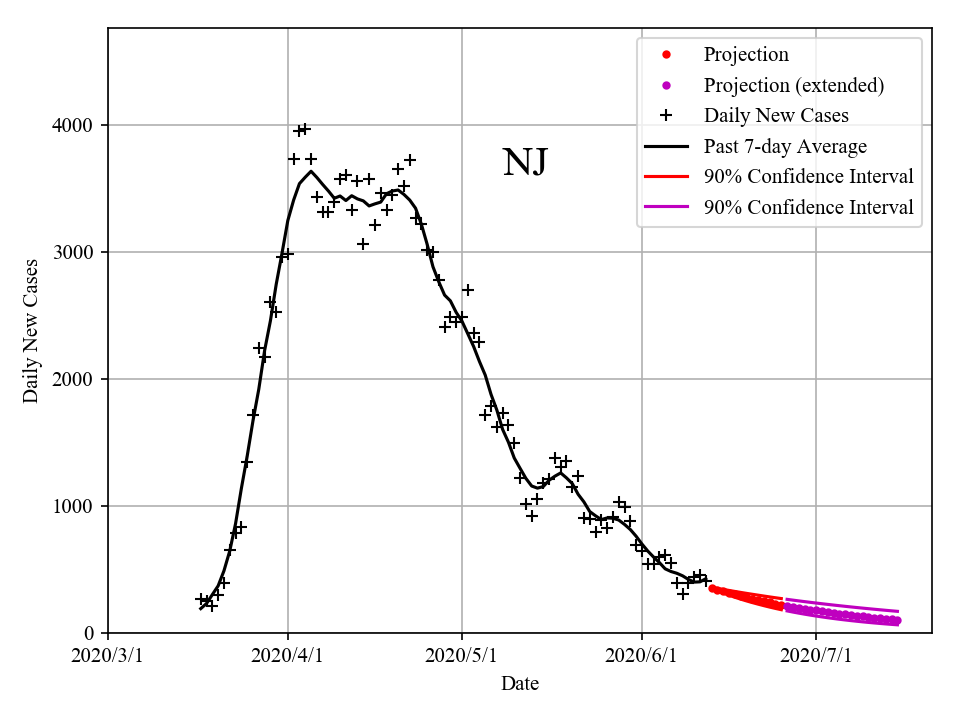 Projection
Projection (extended)
Daily New Cases
Past 7-day Average
90% Confidence Interval
90% Confidence Interval
NJ
4000
3000
2000
1000
0
Daily New Cases
2020/3/1
2020/4/1
2020/5/1
2020/6/1
2020/7/1
Date